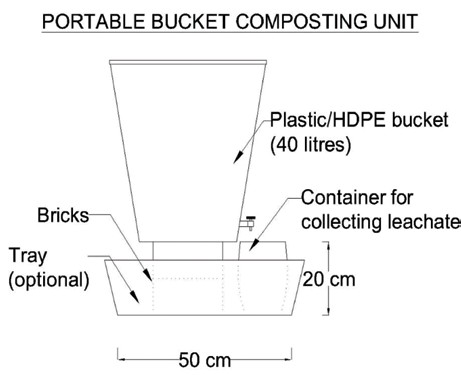 PORTABLE BUCKET COMPOSTING UNIT
Plastic/HDPE bucket
(40 litres)
Bricks
Container for
collecting leachate
Tray
(optional)
20 cm
50 cm